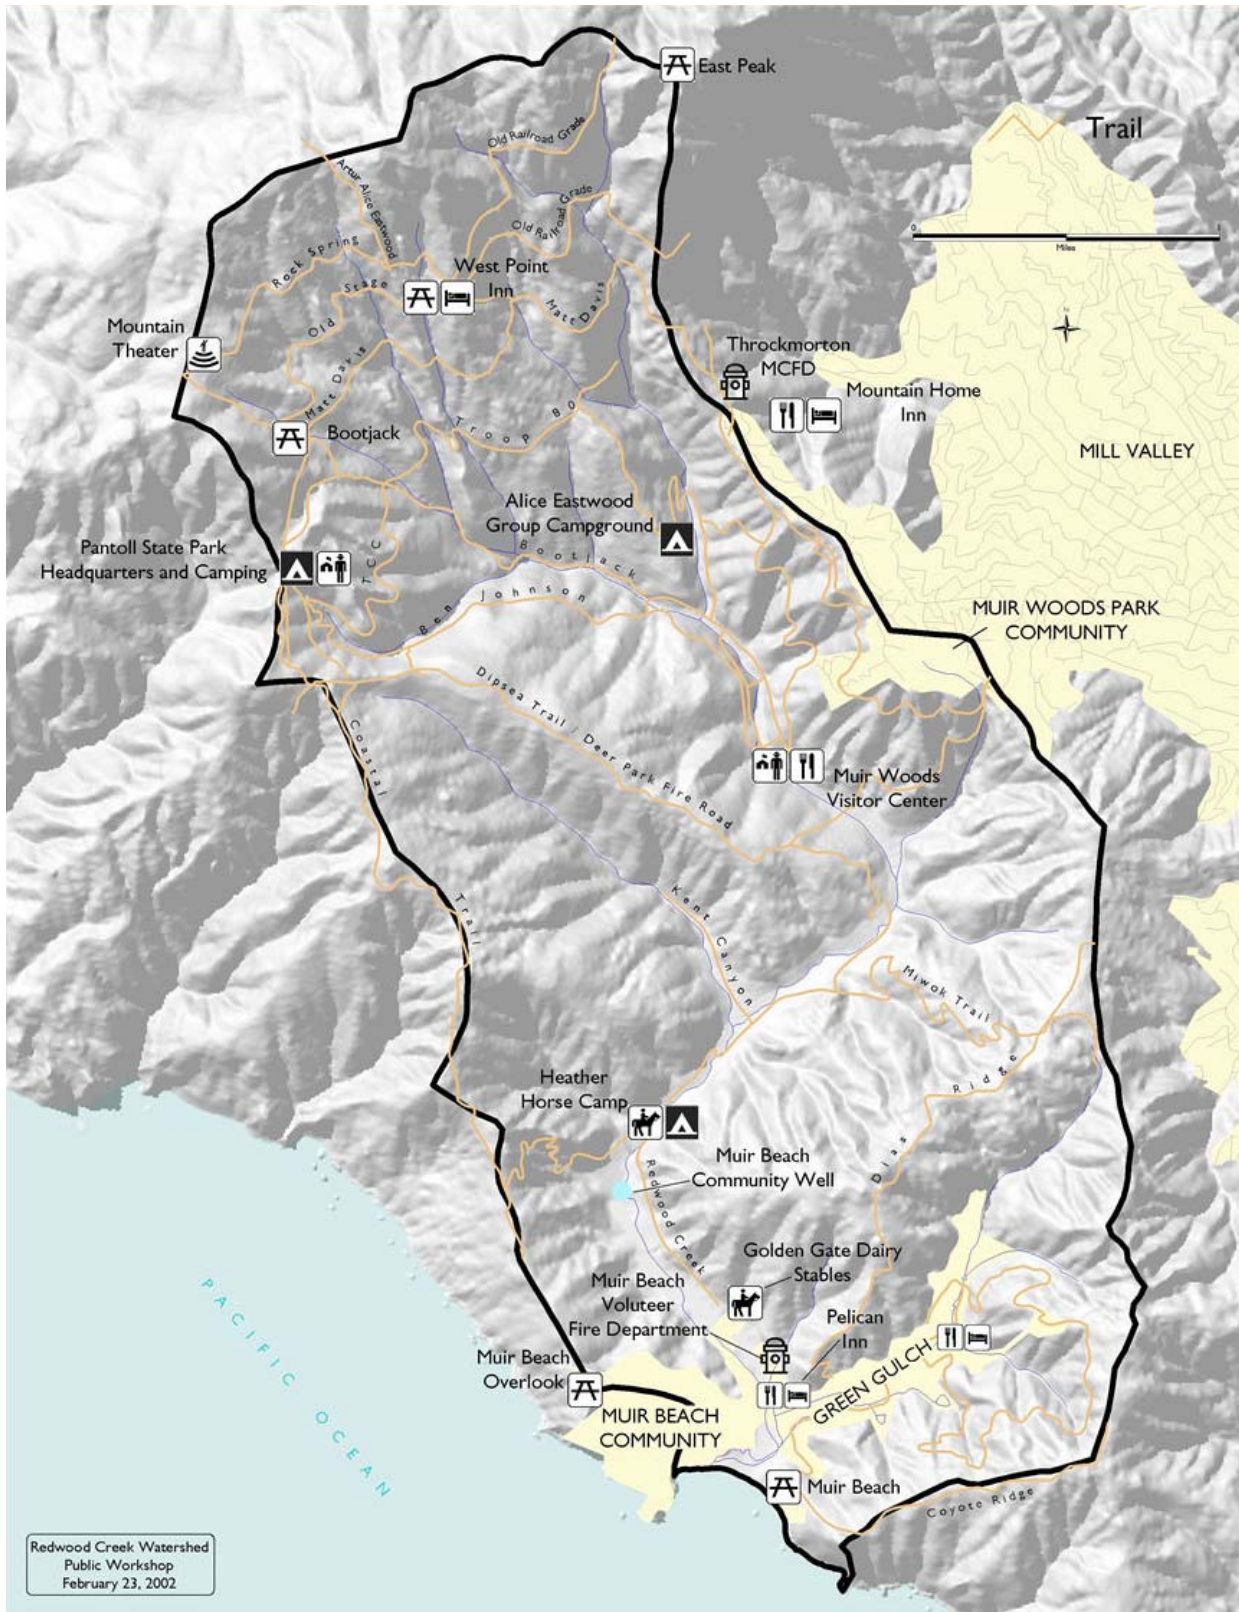 East Peak
Trail
Old Railroad Grade
Artur Alice Eastwood
Old Railroad Grade
0
Miles
Rock Spring
West Point
Inn
Old Stage
Matt Davis
Mountain
Theater
Throckmorton
MCFD
Mountain Home
Inn
Matt Davis
Bootjack
Troop 80
MILL VALLEY
Alice Eastwood
Group Campground
Pantoll State Park
Headquarters and Camping
TCC
Bootjack
Ben Johnson
MUIR WOODS PARK
COMMUNITY
Dipsea Trail / Deer Park Fire Road
Coastal Trail
Muir Woods
Visitor Center
Kent Canyon
Miwok Trail
Heather
Horse Camp
Dias Ridge
Muir Beach
Community Well
Redwood Creek
Golden Gate Dairy
Stables
Muir Beach
Voluteer
Fire Department
Pelican
Inn
PACIFIC OCEAN
Muir Beach
Overlook
GREEN GULCH
MUIR BEACH
COMMUNITY
Muir Beach
Coyote Ridge
Redwood Creek Watershed
Public Workshop
February 23, 2002